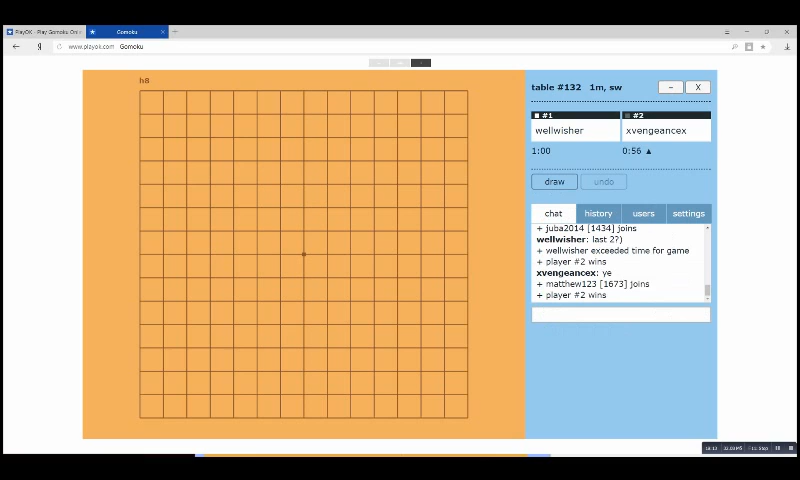 PlayOK - Play Gomoku Onli
Gomoku
www.playok.com Gomoku
h8
table #132 1m, sw
– X
#1 #2
wellwisher xvengeancex
1:00 0:56 ▲
draw undo
chat history users settings
+ juba2014 [1434] joins
wellwisher: last 2?)
+ wellwisher exceeded time for game
+ player #2 wins
xvengeancex: ye
+ matthew123 [1673] joins
+ player #2 wins